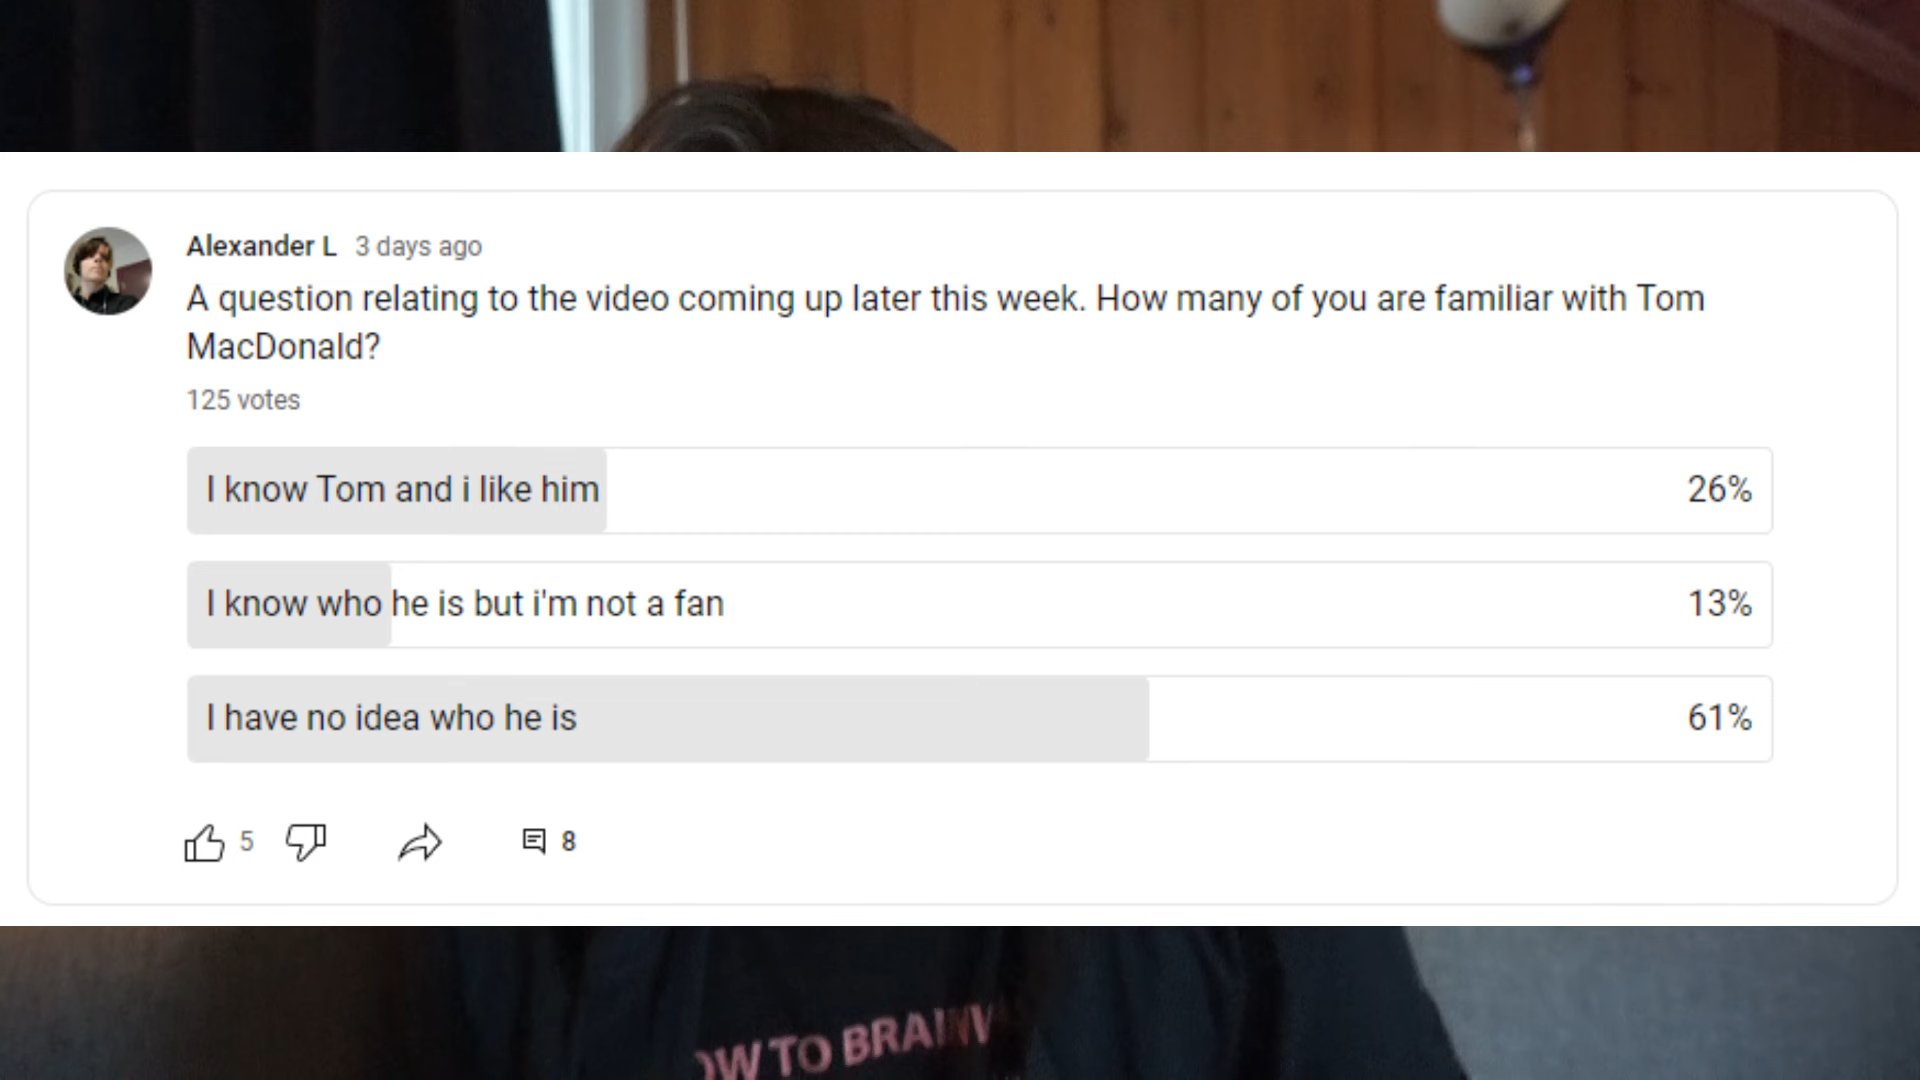 Alexander L 3 days ago
A question relating to the video coming up later this week. How many of you are familiar with Tom
MacDonald?
125 votes
I know Tom and i like him 26%
I know who he is but i'm not a fan 13%
I have no idea who he is 61%
5 8
TO